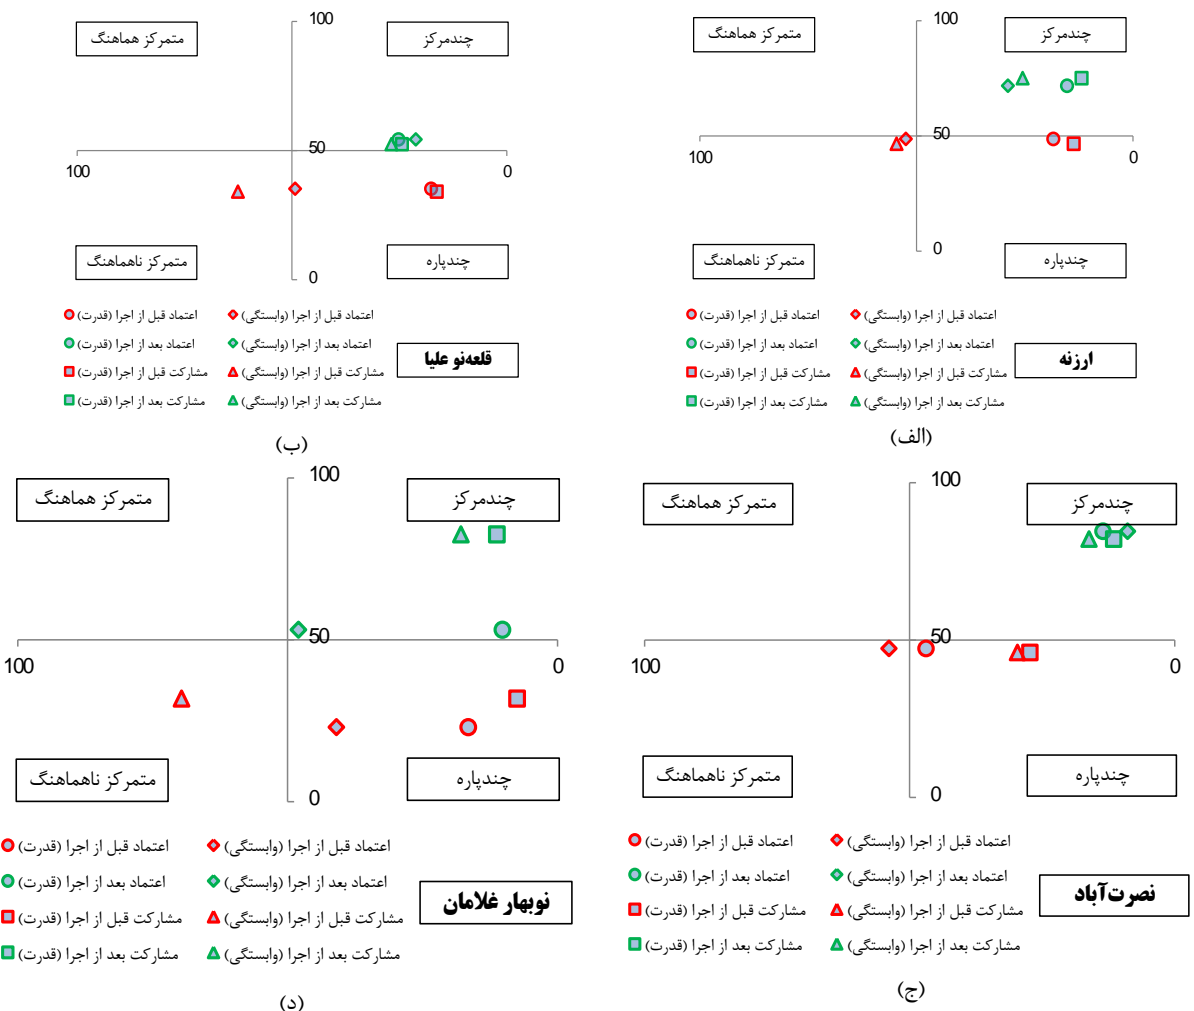 100
متمرکز هماهنگ
چندمرکز
50
100
0
متمرکز ناهماهنگ
چندپاره
0
اعتماد قبل از اجرا (قدرت)
اعتماد قبل از اجرا (وابستگی)
اعتماد بعد از اجرا (قدرت)
اعتماد بعد از اجرا (وابستگی)
مشارکت قبل از اجرا (قدرت)
مشارکت قبل از اجرا (وابستگی)
مشارکت بعد از اجرا (قدرت)
مشارکت بعد از اجرا (وابستگی)
ارزنه
(الف)
100
متمرکز هماهنگ
چندمرکز
50
100
0
متمرکز ناهماهنگ
چندپاره
0
اعتماد قبل از اجرا (قدرت)
اعتماد قبل از اجرا (وابستگی)
اعتماد بعد از اجرا (قدرت)
اعتماد بعد از اجرا (وابستگی)
مشارکت قبل از اجرا (قدرت)
مشارکت قبل از اجرا (وابستگی)
مشارکت بعد از اجرا (قدرت)
مشارکت بعد از اجرا (وابستگی)
قلعه‌نو علیا
(ب)
100
متمرکز هماهنگ
چندمرکز
50
100
0
متمرکز ناهماهنگ
چندپاره
0
اعتماد قبل از اجرا (قدرت)
اعتماد قبل از اجرا (وابستگی)
اعتماد بعد از اجرا (قدرت)
اعتماد بعد از اجرا (وابستگی)
مشارکت قبل از اجرا (قدرت)
مشارکت قبل از اجرا (وابستگی)
مشارکت بعد از اجرا (قدرت)
مشارکت بعد از اجرا (وابستگی)
نصرت‌آباد
(ج)
100
متمرکز هماهنگ
چندمرکز
50
100
0
متمرکز ناهماهنگ
چندپاره
0
اعتماد قبل از اجرا (قدرت)
اعتماد قبل از اجرا (وابستگی)
اعتماد بعد از اجرا (قدرت)
اعتماد بعد از اجرا (وابستگی)
مشارکت قبل از اجرا (قدرت)
مشارکت قبل از اجرا (وابستگی)
مشارکت بعد از اجرا (قدرت)
مشارکت بعد از اجرا (وابستگی)
نوبهار غلامان
(د)